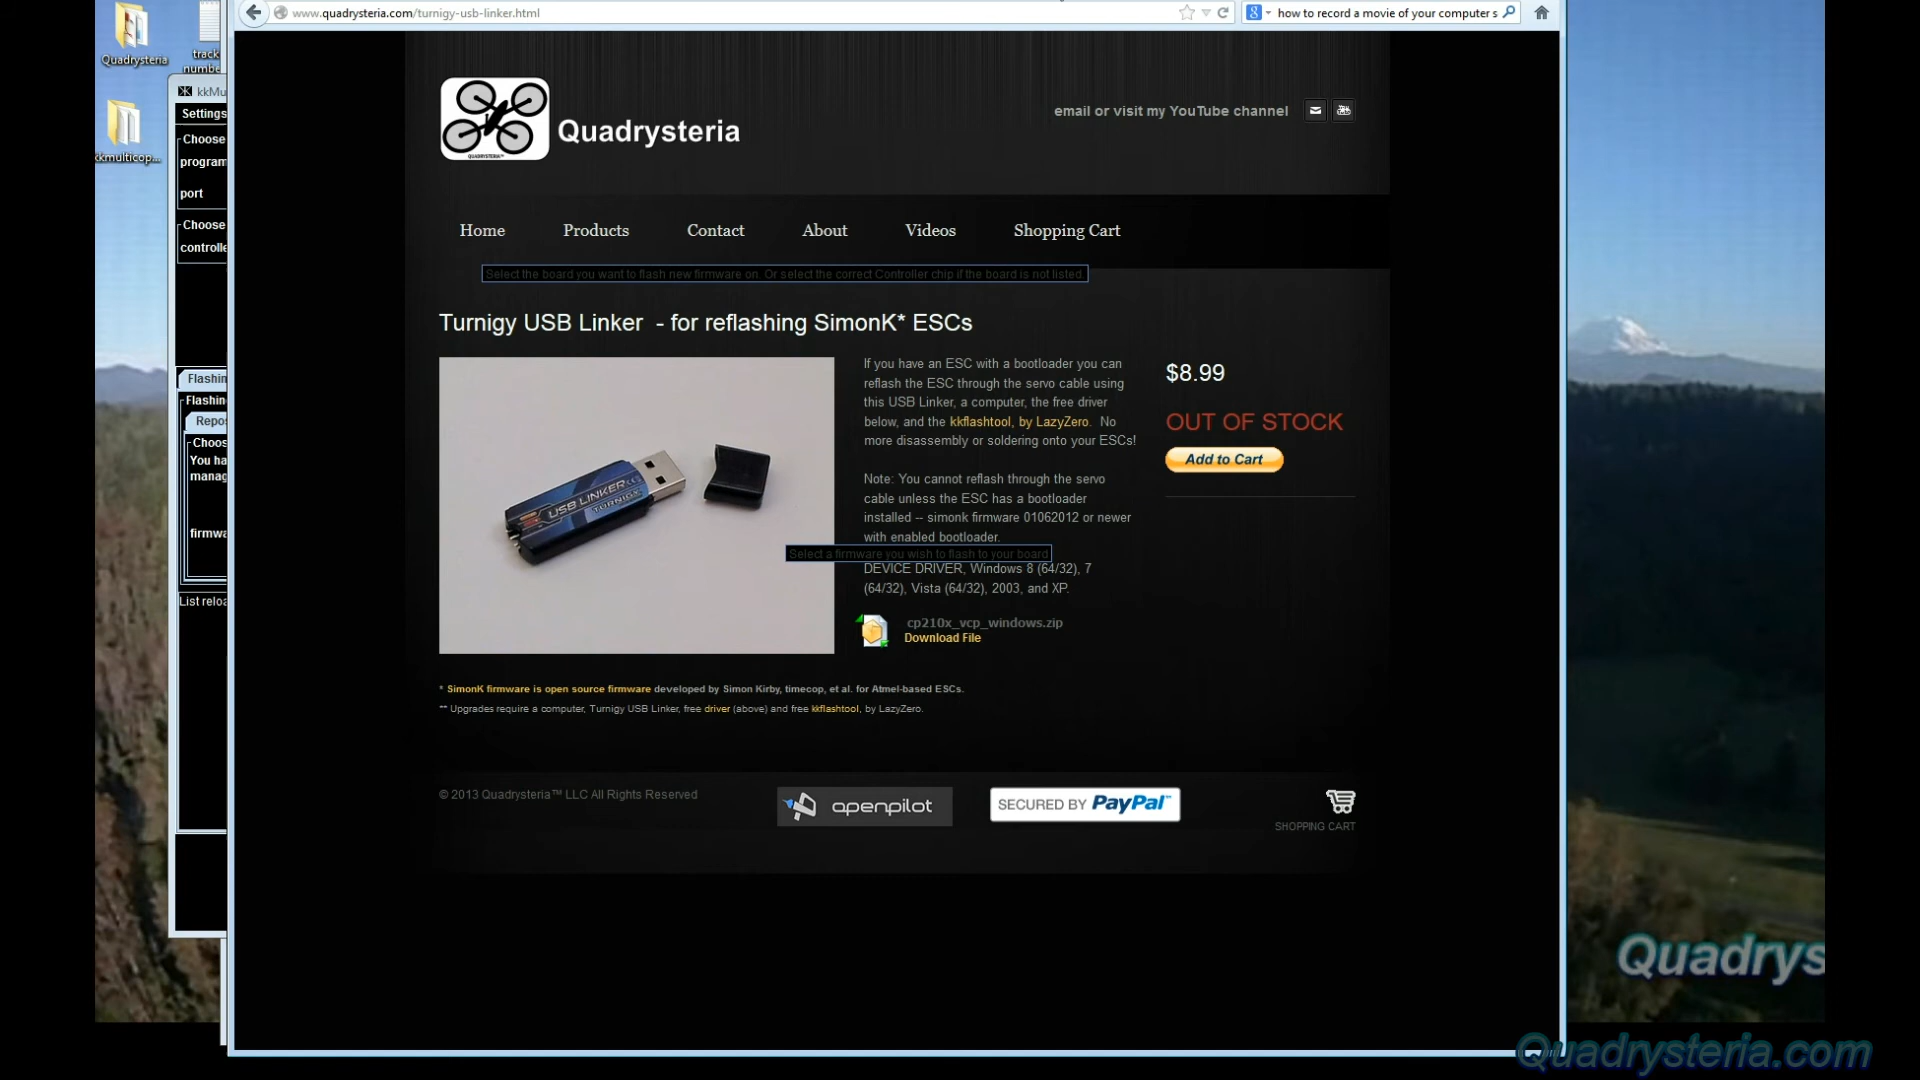 www.quadrysteria.com/turnigy-usb-linker.html
how to record a movie of your computer s
Quadrysteria
track
numbe
kkmulticop...
kkMu
Settings
Choose
program
port
Choose
controlle
Flashin
Flashing
Repos
Choos
You ha
manag
firmwa
List reloa
QUADRYSTERIA™
Quadrysteria
email or visit my YouTube channel
Home
Products
Contact
About
Videos
Shopping Cart
Select the board you want to flash new firmware on. Or select the correct Controller chip if the board is not listed.
Turnigy USB Linker - for reflashing SimonK* ESCs
USB LINKER
TURNIGY
If you have an ESC with a bootloader you can
reflash the ESC through the servo cable using
this USB Linker, a computer, the free driver
below, and the kkflashtool, by LazyZero. No
more disassembly or soldering onto your ESCs!
Note: You cannot reflash through the servo
cable unless the ESC has a bootloader
installed -- simonk firmware 01062012 or newer
with enabled bootloader.
Select a firmware you wish to flash to your board
DEVICE DRIVER, Windows 8 (64/32), 7
(64/32), Vista (64/32), 2003, and XP.
cp210x_vcp_windows.zip
Download File
$8.99
OUT OF STOCK
Add to Cart
* SimonK firmware is open source firmware developed by Simon Kirby, timecop, et al. for Atmel-based ESCs.
** Upgrades require a computer, Turnigy USB Linker, free driver (above) and free kkflashtool, by LazyZero.
© 2013 Quadrysteria™ LLC All Rights Reserved
openpilot
SECURED BY PayPal™
SHOPPING CART
Quadrys
Quadrysteria.com